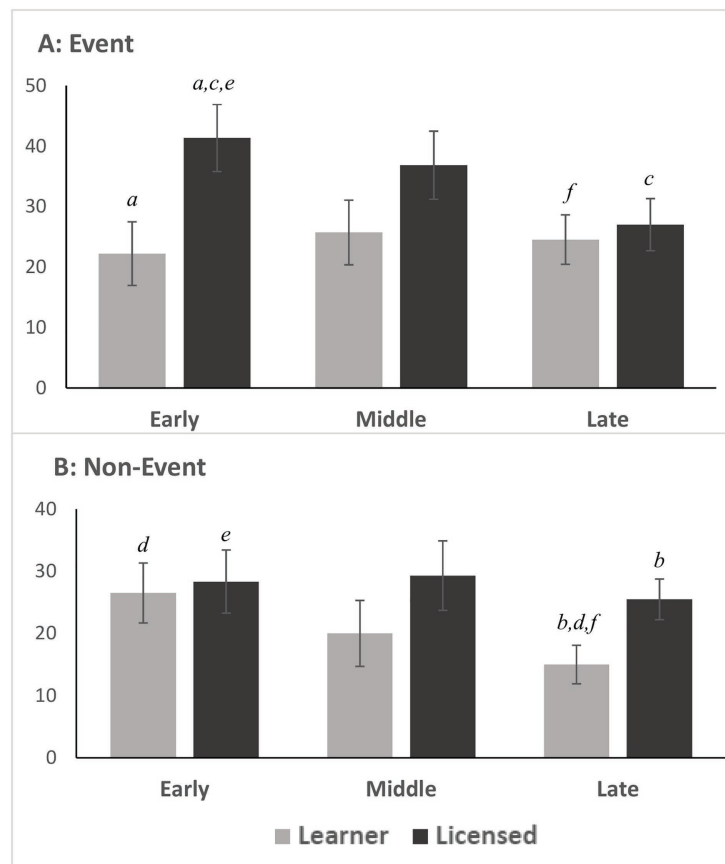 A: Event
50
40
30
20
10
0
a
a,c,e
f
c
Early Middle Late
B: Non-Event
40
30
20
10
0
d
e
b,d,f
b
Early Middle Late
Learner Licensed